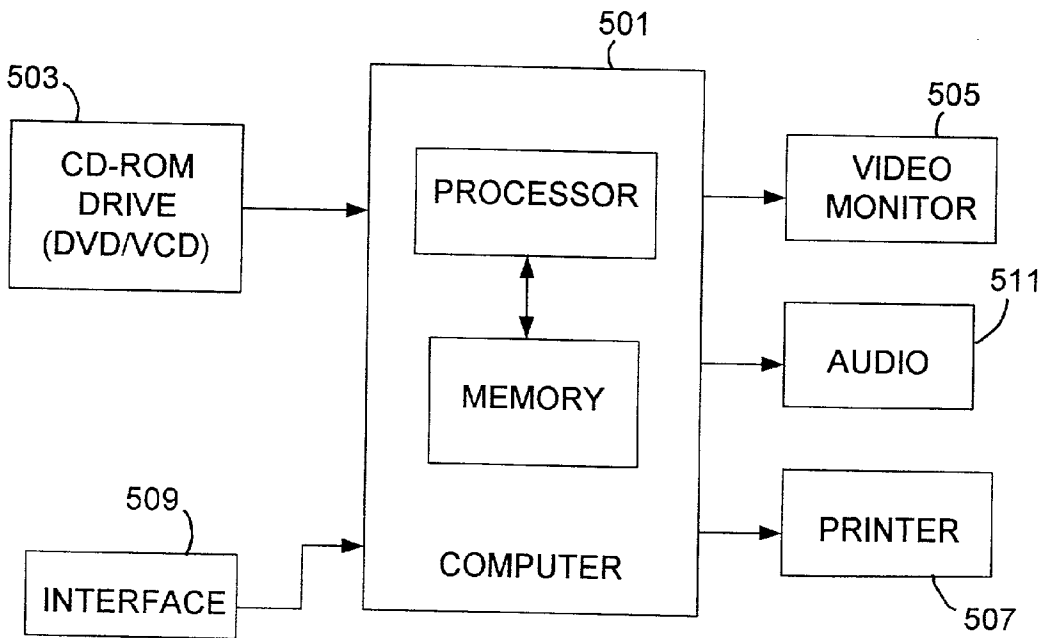 501
503
505
CD-ROM
DRIVE
(DVD/VCD)
PROCESSOR
VIDEO
MONITOR
511
MEMORY
AUDIO
509
INTERFACE
COMPUTER
PRINTER
507